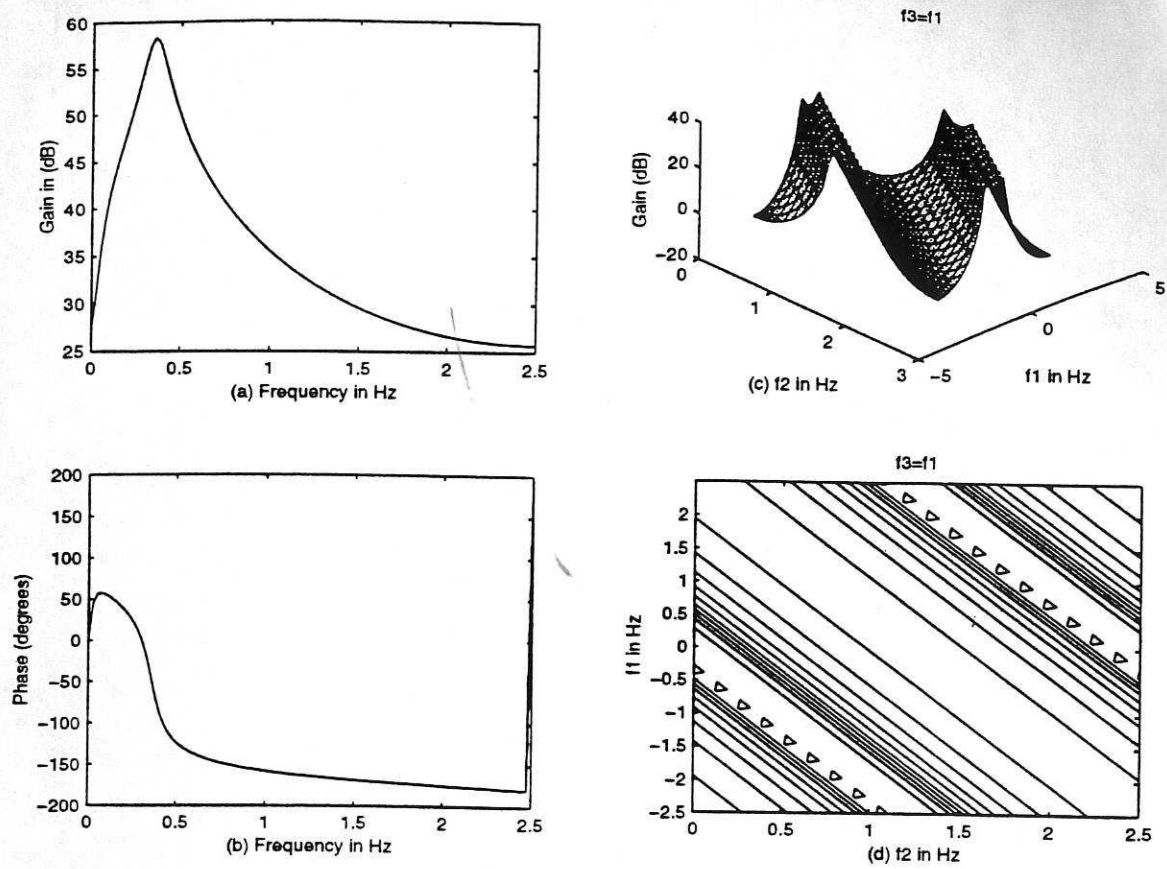 60
55
50
45
40
35
30
25
Gain in (dB)
0 0.5 1 1.5 2 2.5
(a) Frequency in Hz
f3=f1
40
20
0
-20
Gain (dB)
0 1 2 3
-5 0 5
(c) f2 in Hz
f1 in Hz
200
150
100
50
0
-50
-100
-150
-200
Phase (degrees)
0 0.5 1 1.5 2 2.5
(b) Frequency in Hz
f3=f1
2
1.5
1
0.5
0
-0.5
-1
-1.5
-2
-2.5
f1 in Hz
0 0.5 1 1.5 2 2.5
(d) f2 in Hz